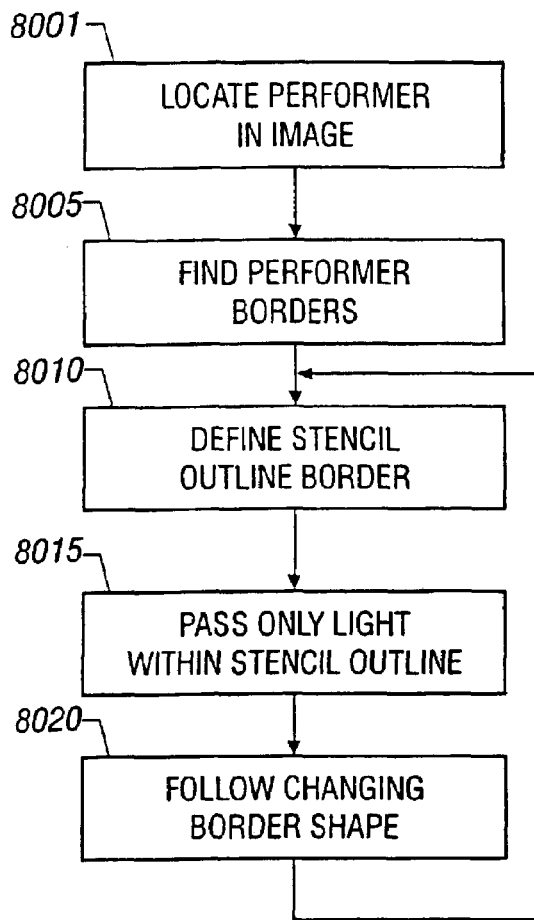 8001
LOCATE PERFORMER
IN IMAGE
8005
FIND PERFORMER
BORDERS
8010
DEFINE STENCIL
OUTLINE BORDER
8015
PASS ONLY LIGHT
WITHIN STENCIL OUTLINE
8020
FOLLOW CHANGING
BORDER SHAPE